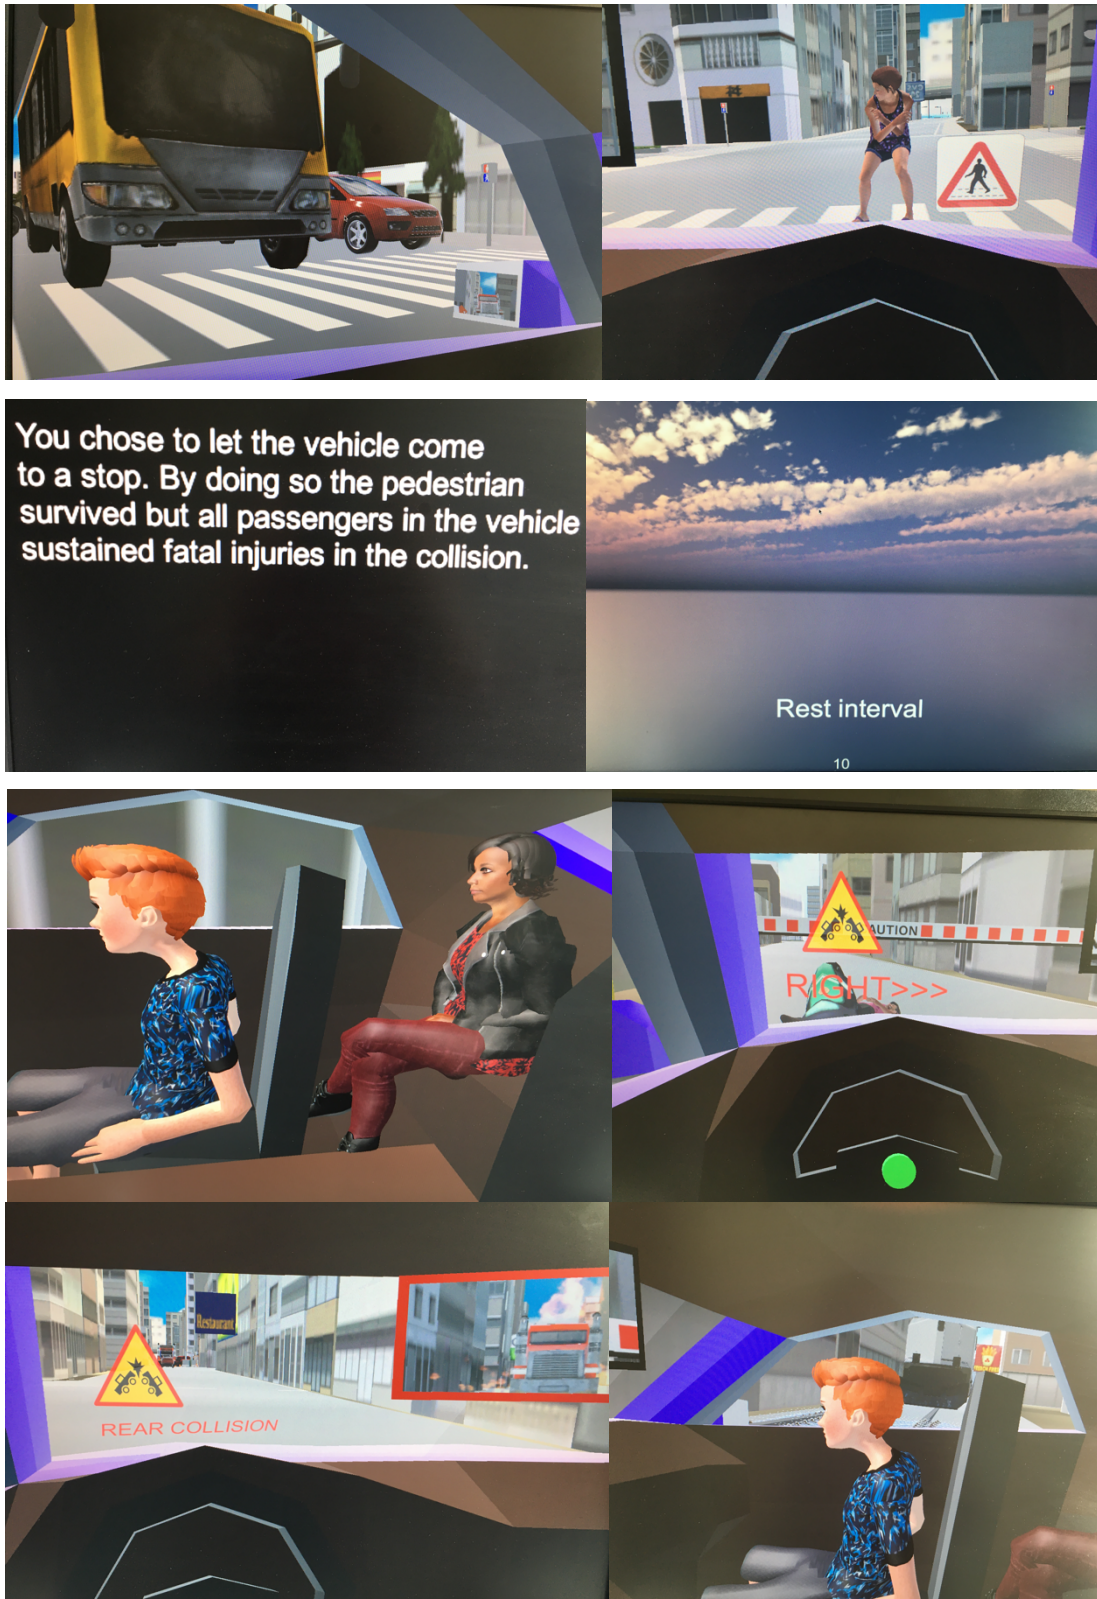 You chose to let the vehicle come
to a stop. By doing so the pedestrian
survived but all passengers in the vehicle
sustained fatal injuries in the collision.
Rest interval
10
AUTION
RIGHT>>>
Restaurant
REAR COLLISION